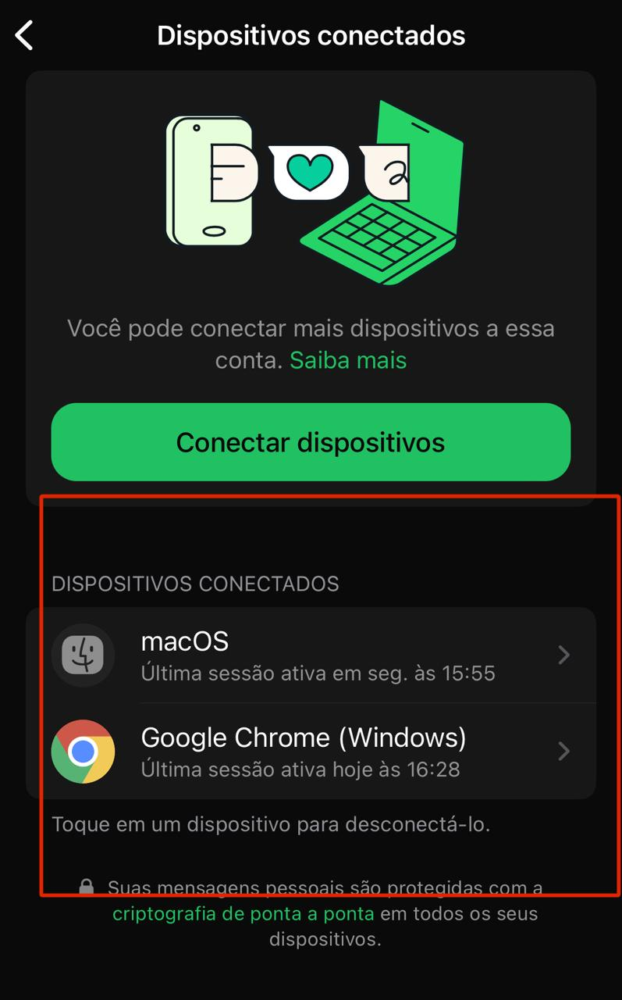 Dispositivos conectados
Você pode conectar mais dispositivos a essa
conta. Saiba mais
Conectar dispositivos
DISPOSITIVOS CONECTADOS
macOS
Última sessão ativa em seg. às 15:55
Google Chrome (Windows)
Última sessão ativa hoje às 16:28
Toque em um dispositivo para desconectá-lo.
Suas mensagens pessoais são protegidas com a
criptografia de ponta a ponta em todos os seus
dispositivos.